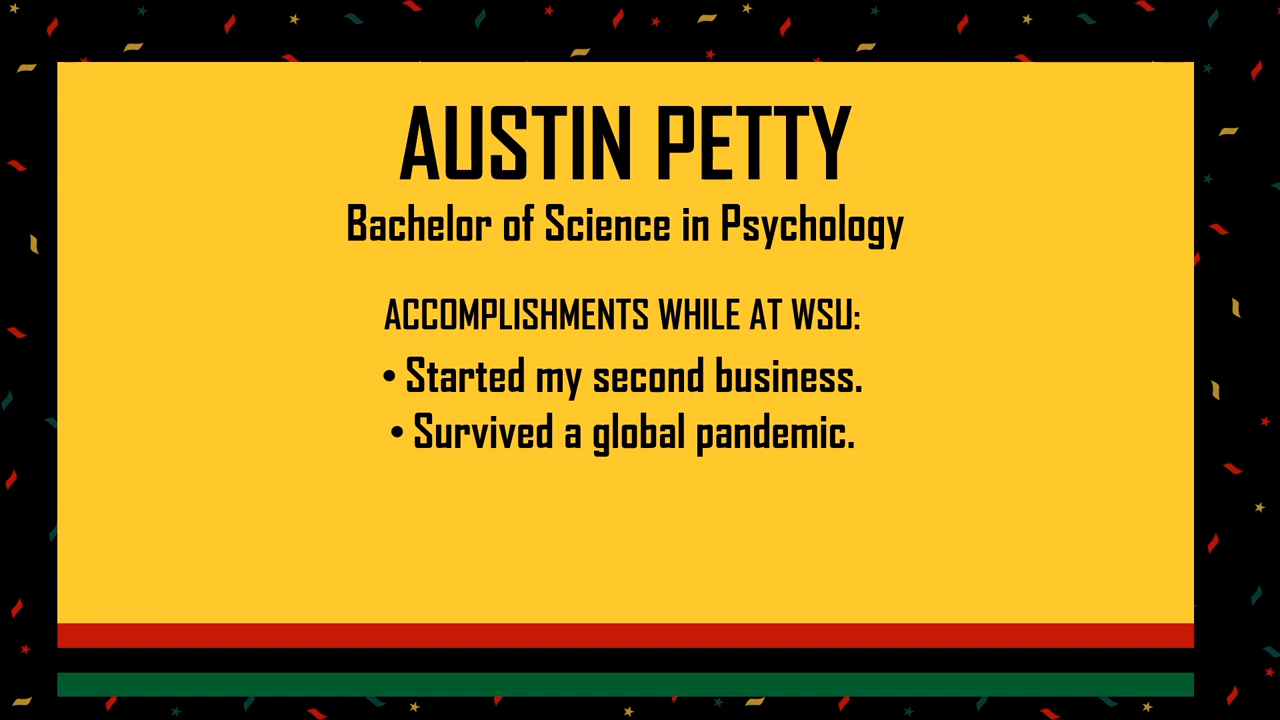 AUSTIN PETTY
Bachelor of Science in Psychology
ACCOMPLISHMENTS WHILE AT WSU:
• Started my second business.
• Survived a global pandemic.